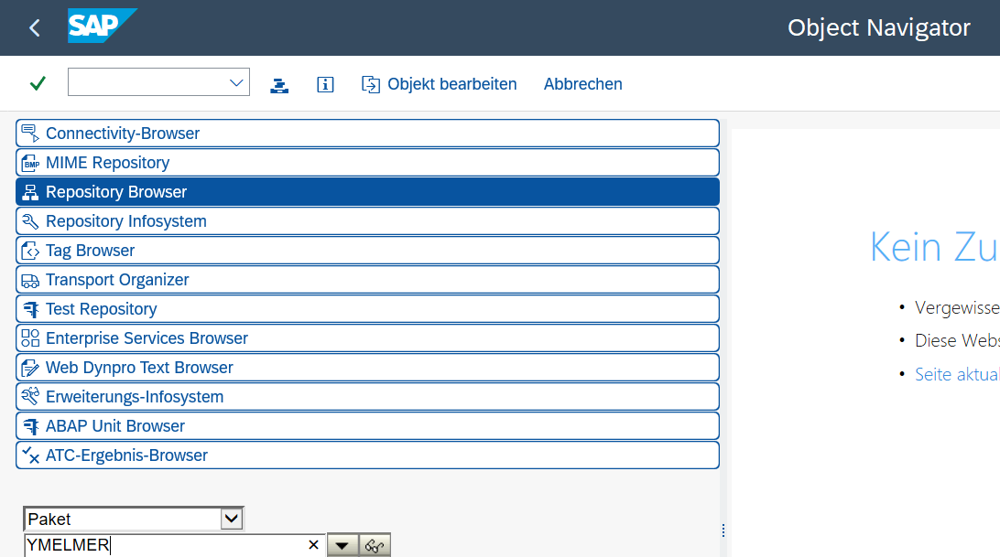 SAP
Object Navigator
Objekt bearbeiten Abbrechen
Connectivity-Browser
BMP MIME Repository
Repository Browser
Repository Infosystem
Tag Browser
Transport Organizer
Test Repository
Enterprise Services Browser
Web Dynpro Text Browser
Erweiterungs-Infosystem
ABAP Unit Browser
ATC-Ergebnis-Browser
Paket
YMELMER
Kein Zu
• Vergewisse
• Diese Webs
• Seite aktual